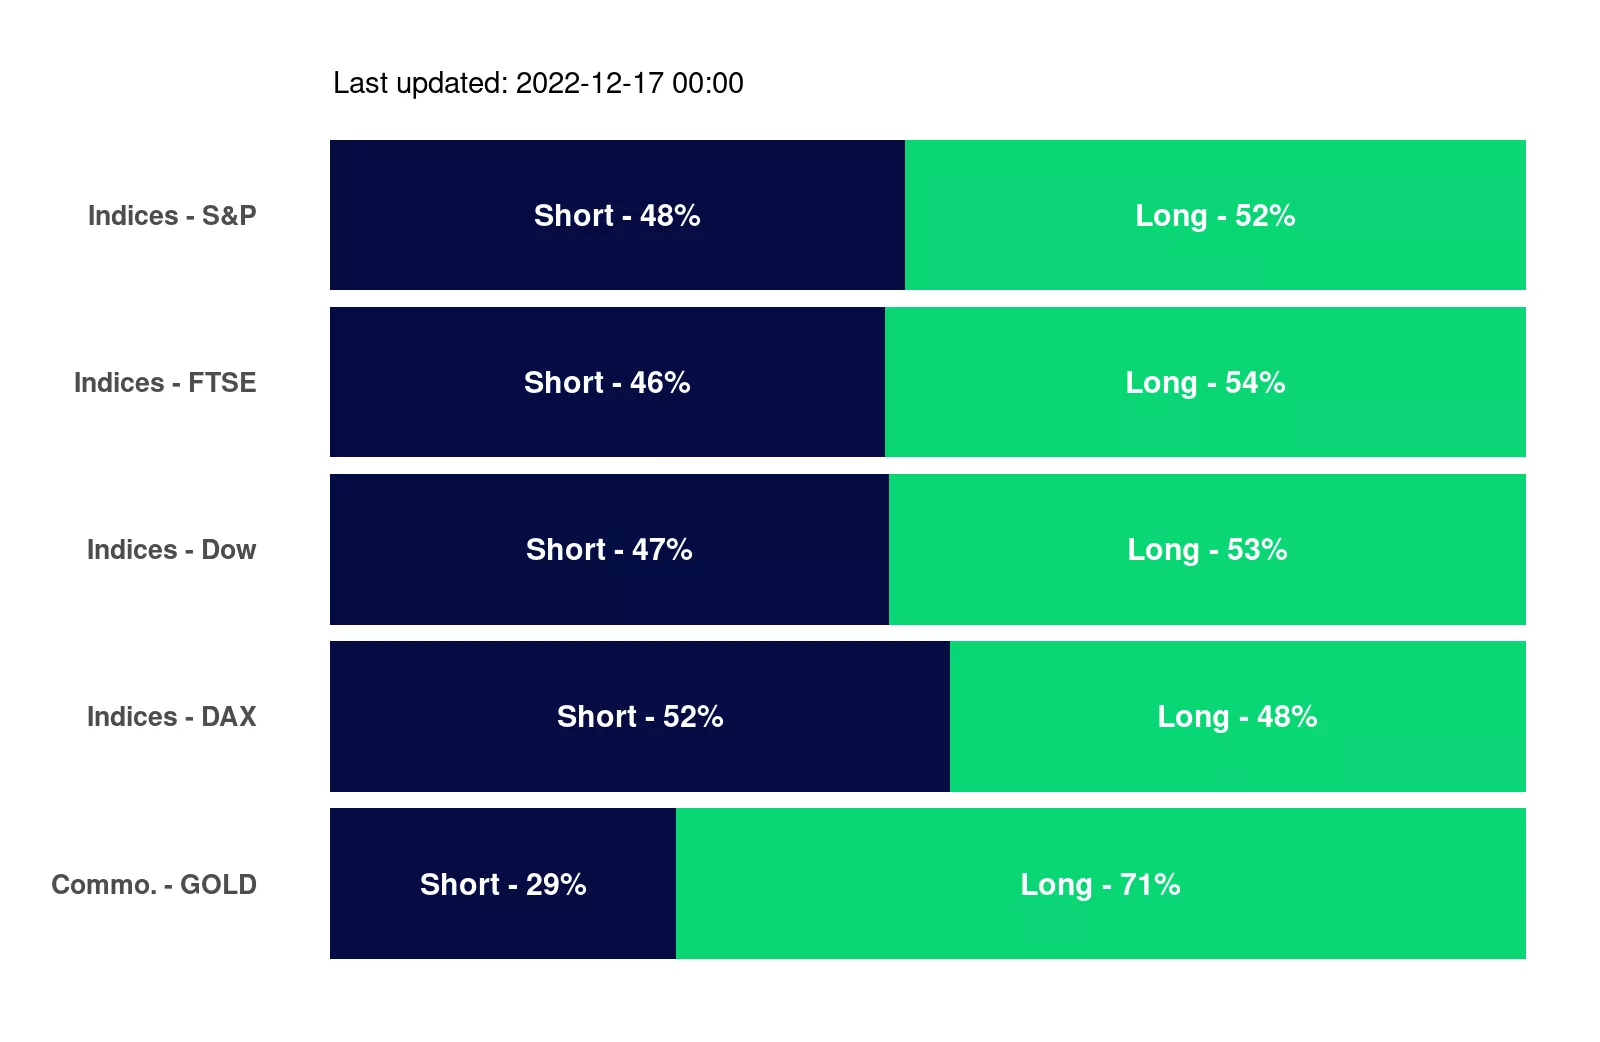 Last updated: 2022-12-17 00:00
Indices - S&P Short - 48% Long - 52%
Indices - FTSE Short - 46% Long - 54%
Indices - Dow Short - 47% Long - 53%
Indices - DAX Short - 52% Long - 48%
Commo. - GOLD Short - 29% Long - 71%